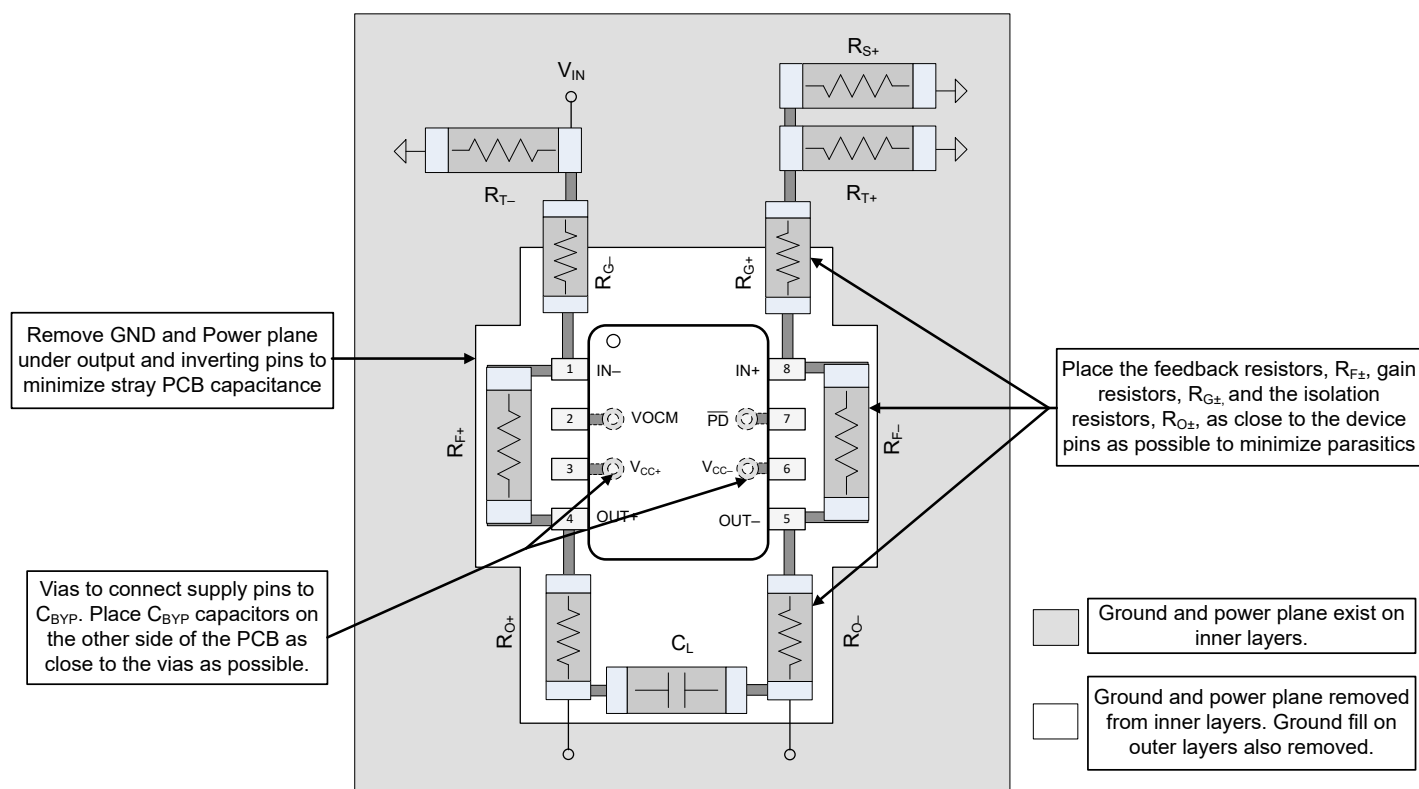 V_IN
R_S+
R_T–
R_T+
R_G–
R_G+
Remove GND and Power plane
under output and inverting pins to
minimize stray PCB capacitance
Place the feedback resistors, R_F±, gain
resistors, R_G±, and the isolation
resistors, R_O±, as close to the device
pins as possible to minimize parasitics
1 IN– IN+ 8
2 VOCM PD 7
3 V_CC+ V_CC– 6
4 OUT+ OUT– 5
R_F+
R_F–
Vias to connect supply pins to
C_BYP. Place C_BYP capacitors on
the other side of the PCB as
close to the vias as possible.
R_O+
C_L
R_O–
Ground and power plane exist on
inner layers.
Ground and power plane removed
from inner layers. Ground fill on
outer layers also removed.